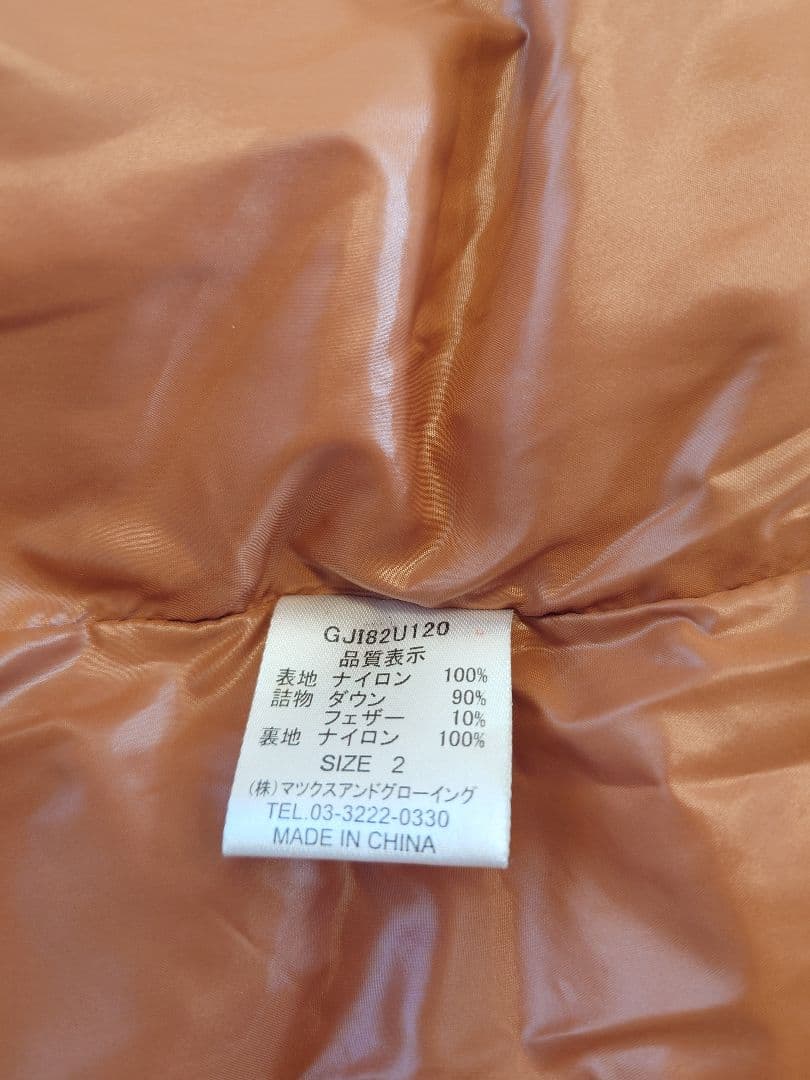 GJI82U120
品質表示
表地 ナイロン 100%
詰物 ダウン 90%
フェザー 10%
裏地 ナイロン 100%
SIZE 2
(株)マツクスアンドグローイング
TEL.03-3222-0330
MADE IN CHINA